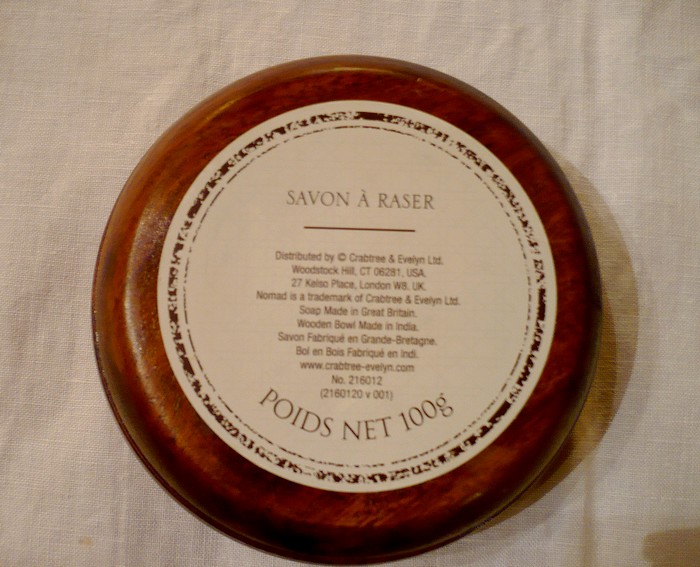 SAVON À RASER
Distributed by © Crabtree & Evelyn Ltd.
Woodstock Hill, CT 06281, USA.
27 Kelso Place, London W8. UK.
Nomad is a trademark of Crabtree & Evelyn Ltd.
Soap Made in Great Britain.
Wooden Bowl Made in India.
Savon Fabriqué en Grande-Bretagne.
Bol en Bois Fabriqué en Indi.
www.crabtree-evelyn.com
No. 216012
(2160120 v 001)
POIDS NET 100g